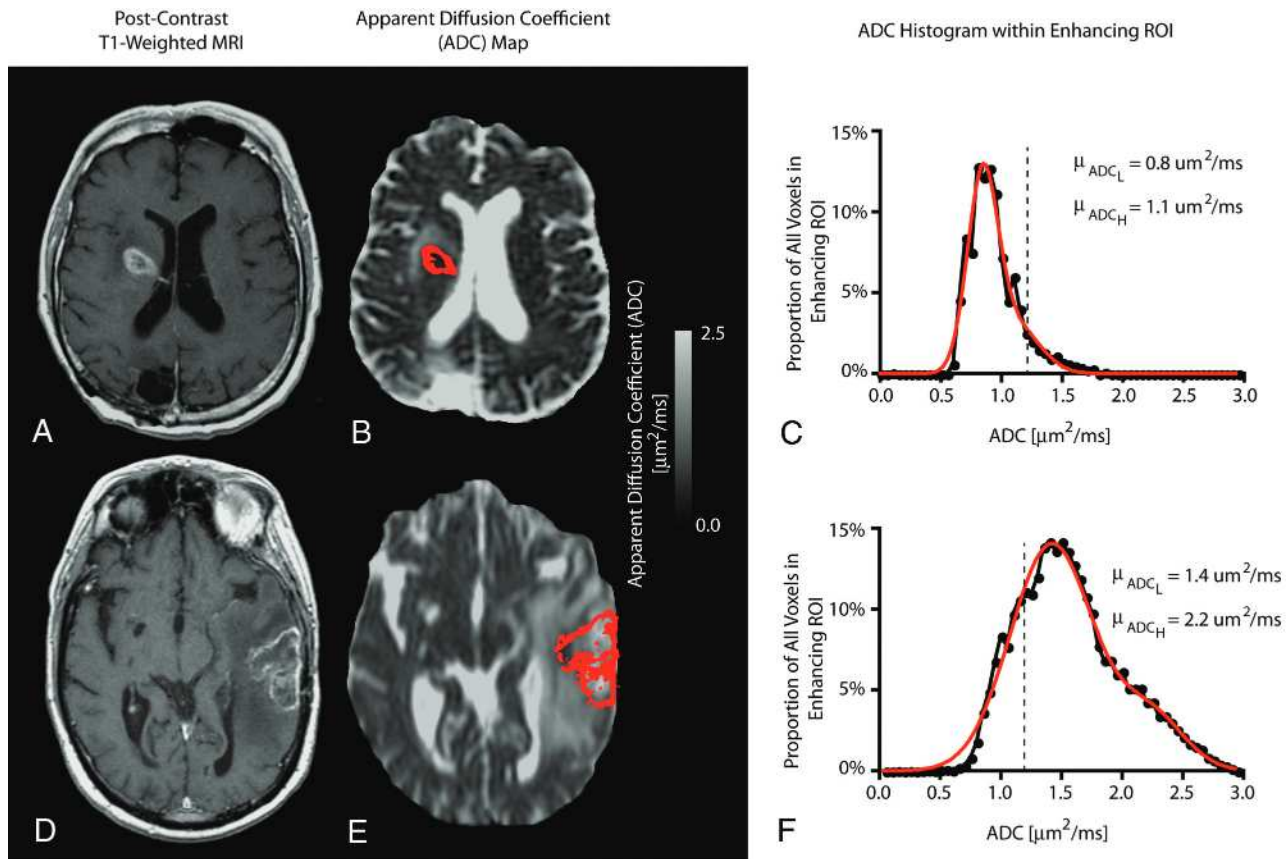 Post-Contrast
T1-Weighted MRI
Apparent Diffusion Coefficient
(ADC) Map
ADC Histogram within Enhancing ROI
A
B
Apparent Diffusion Coefficient (ADC)
[μm²/ms]
2.5
0.0
Proportion of All Voxels in
Enhancing ROI
15%
10%
5%
0%
μ ADC_L = 0.8 um²/ms
μ ADC_H = 1.1 um²/ms
0.0 0.5 1.0 1.5 2.0 2.5 3.0
C
ADC [μm²/ms]
D
E
Proportion of All Voxels in
Enhancing ROI
15%
10%
5%
0%
μ ADC_L = 1.4 um²/ms
μ ADC_H = 2.2 um²/ms
0.0 0.5 1.0 1.5 2.0 2.5 3.0
F
ADC [μm²/ms]